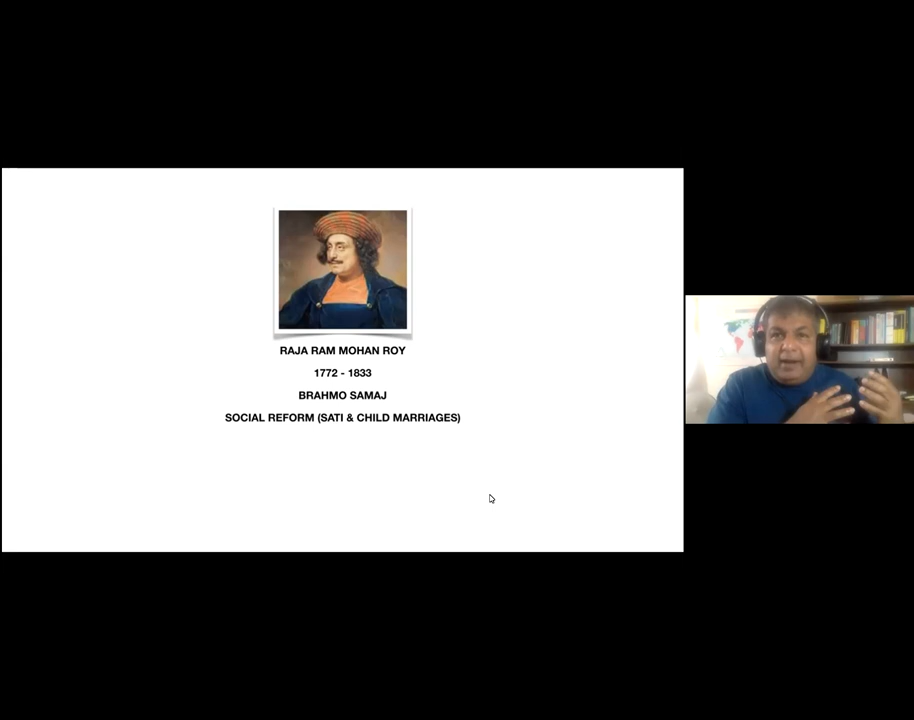 RAJA RAM MOHAN ROY
1772 - 1833
BRAHMO SAMAJ
SOCIAL REFORM (SATI & CHILD MARRIAGES)